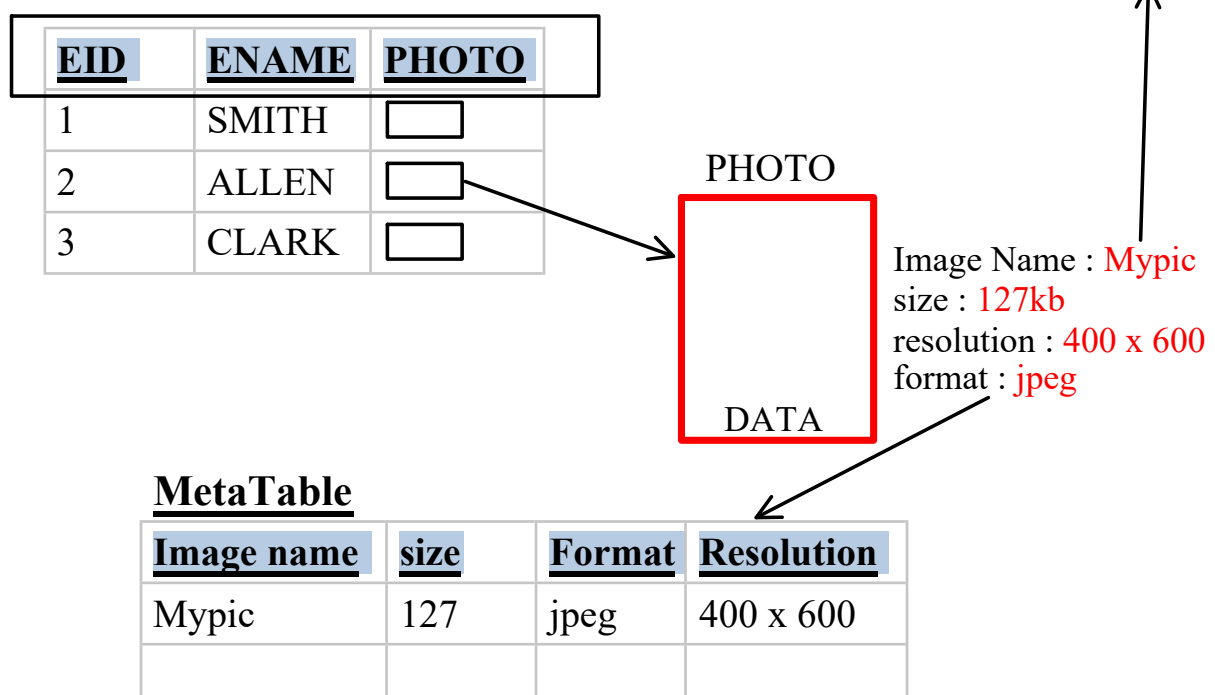 EID ENAME PHOTO
1 SMITH
2 ALLEN
3 CLARK
PHOTO
DATA
Image Name : Mypic
size : 127kb
resolution : 400 x 600
format : jpeg
MetaTable
Image name size Format Resolution
Mypic 127 jpeg 400 x 600